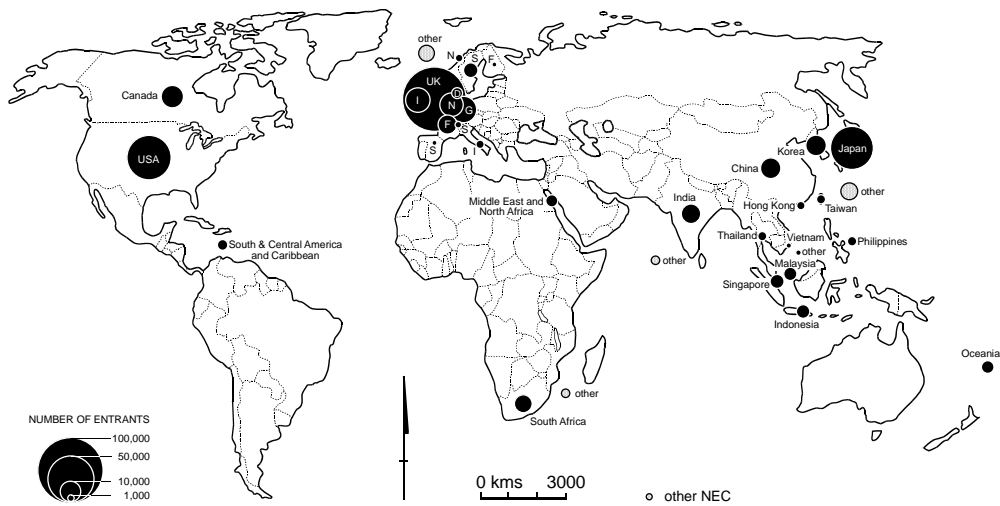 other
N
S
UK
Canada
I
D
N
G
F
S
S
I
USA
Korea
Japan
China
India
other
Middle East and
North Africa
Hong Kong
Taiwan
South & Central America
and Caribbean
Thailand
Vietnam
Philippines
other
other
Malaysia
Singapore
Indonesia
Oceania
other
South Africa
NUMBER OF ENTRANTS
100,000
50,000
10,000
1,000
0 kms 3000
other NEC